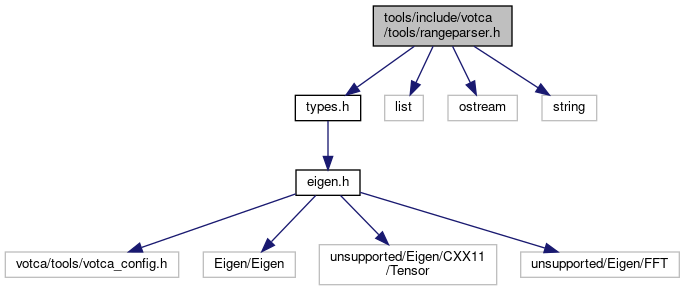 tools/include/votca
/tools/rangeparser.h
types.h
list
ostream
string
eigen.h
votca/tools/votca_config.h
Eigen/Eigen
unsupported/Eigen/CXX11
/Tensor
unsupported/Eigen/FFT